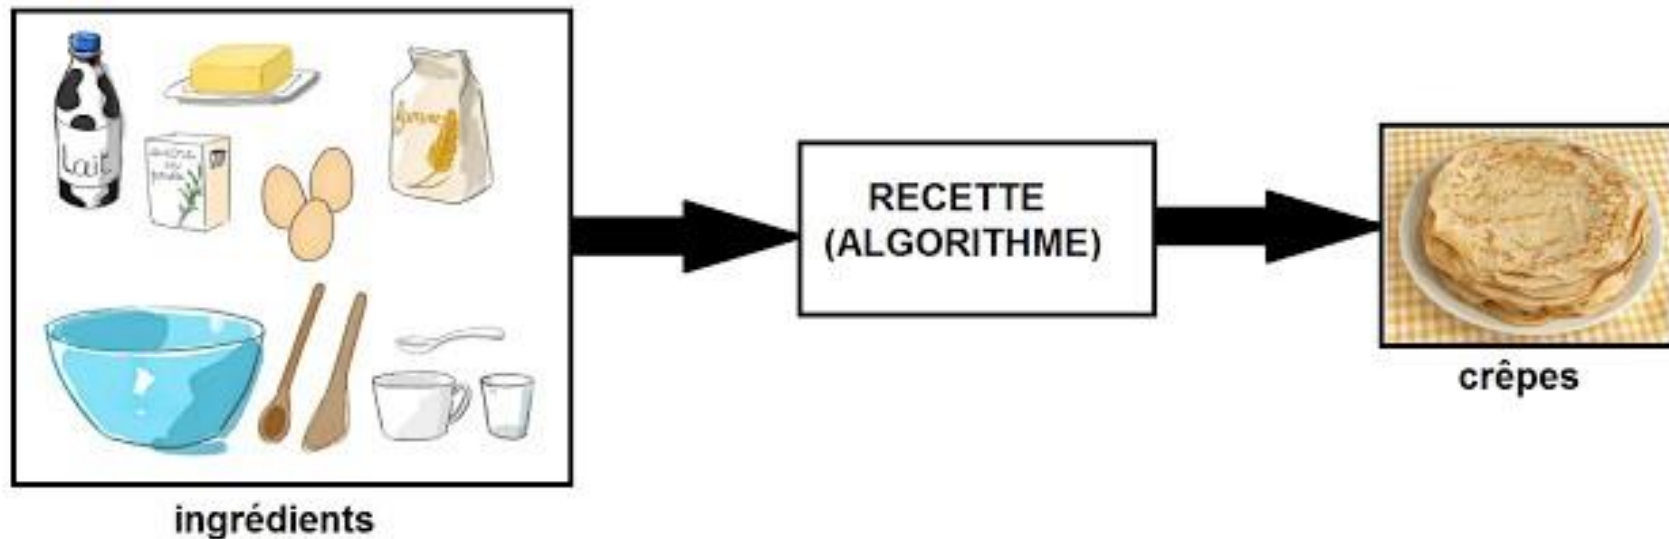 Lait
RECETTE
(ALGORITHME)
crêpes
ingrédients